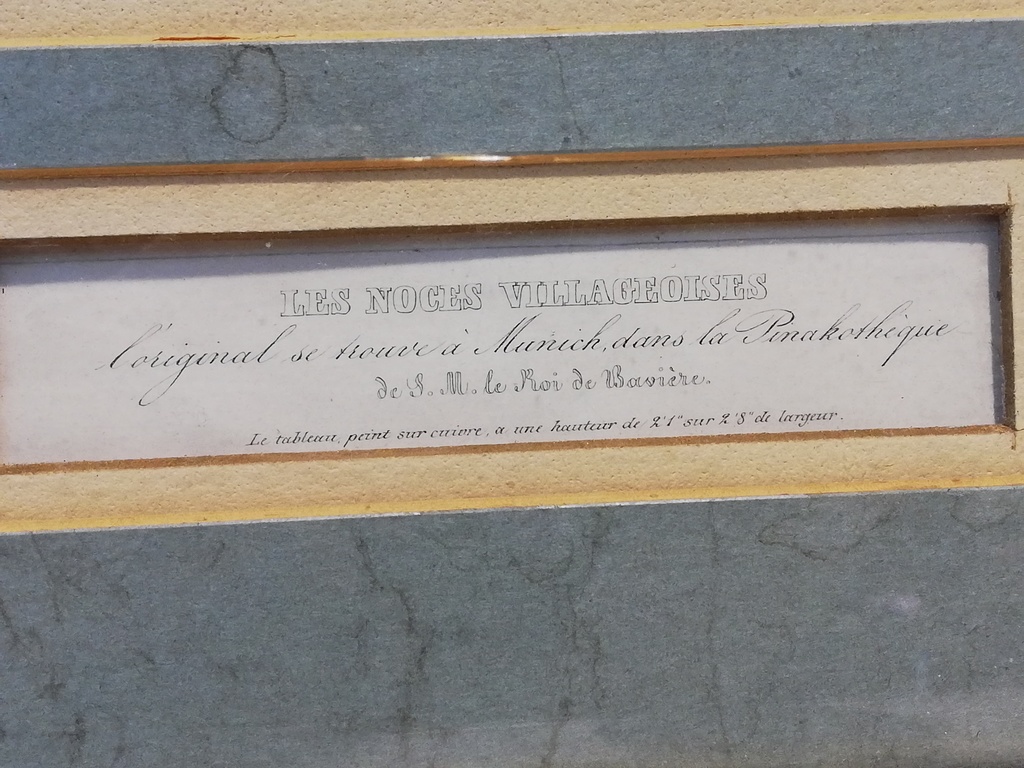 LES NOCES VILLAGEOISES
l'original se trouve à Munich, dans la Pinakothèque
de S. M. le Roi de Bavière.
Le tableau, peint sur cuivre, a une hauteur de 2'1" sur 2'8" de largeur.